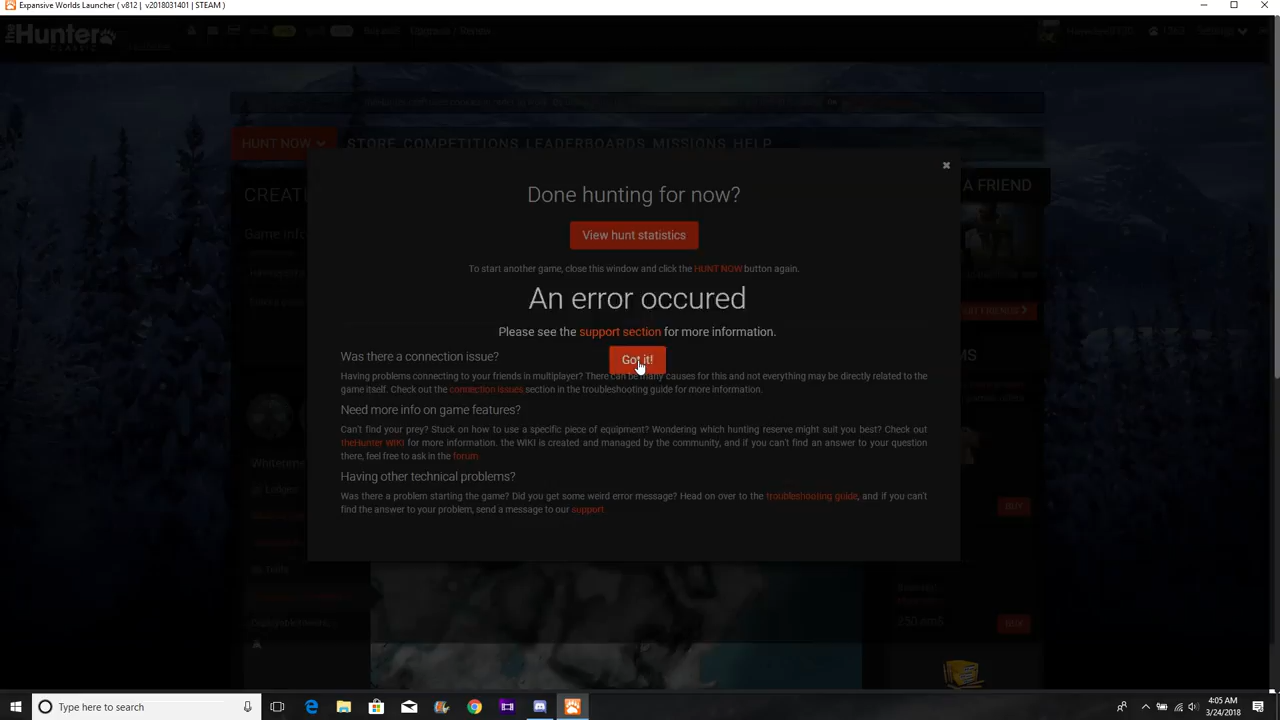 Expansive Worlds Launcher ( v812 | v2018031401 | STEAM )
theHunter
CLASSIC
HUNT NOW
STORE COMPETITIONS LEADERBOARDS MISSIONS HELP
A FRIEND
Done hunting for now?
View hunt statistics
To start another game, close this window and click the HUNT NOW button again.
An error occured
Please see the support section for more information.
Got it!
Was there a connection issue?
Having problems connecting to your friends in multiplayer? There can be many causes for this and not everything may be directly related to the
game itself. Check out the connection issues section in the troubleshooting guide for more information.
Need more info on game features?
Can't find your prey? Stuck on how to use a specific piece of equipment? Wondering which hunting reserve might suit you best? Check out
theHunter WIKI for more information. the WIKI is created and managed by the community, and if you can't find an answer to your question
there, feel free to ask in the forum.
Having other technical problems?
Was there a problem starting the game? Did you get some weird error message? Head on over to the troubleshooting guide, and if you can't
find the answer to your problem, send a message to our support.
BUY
BUY
Type here to search
4:05 AM
3/24/2018